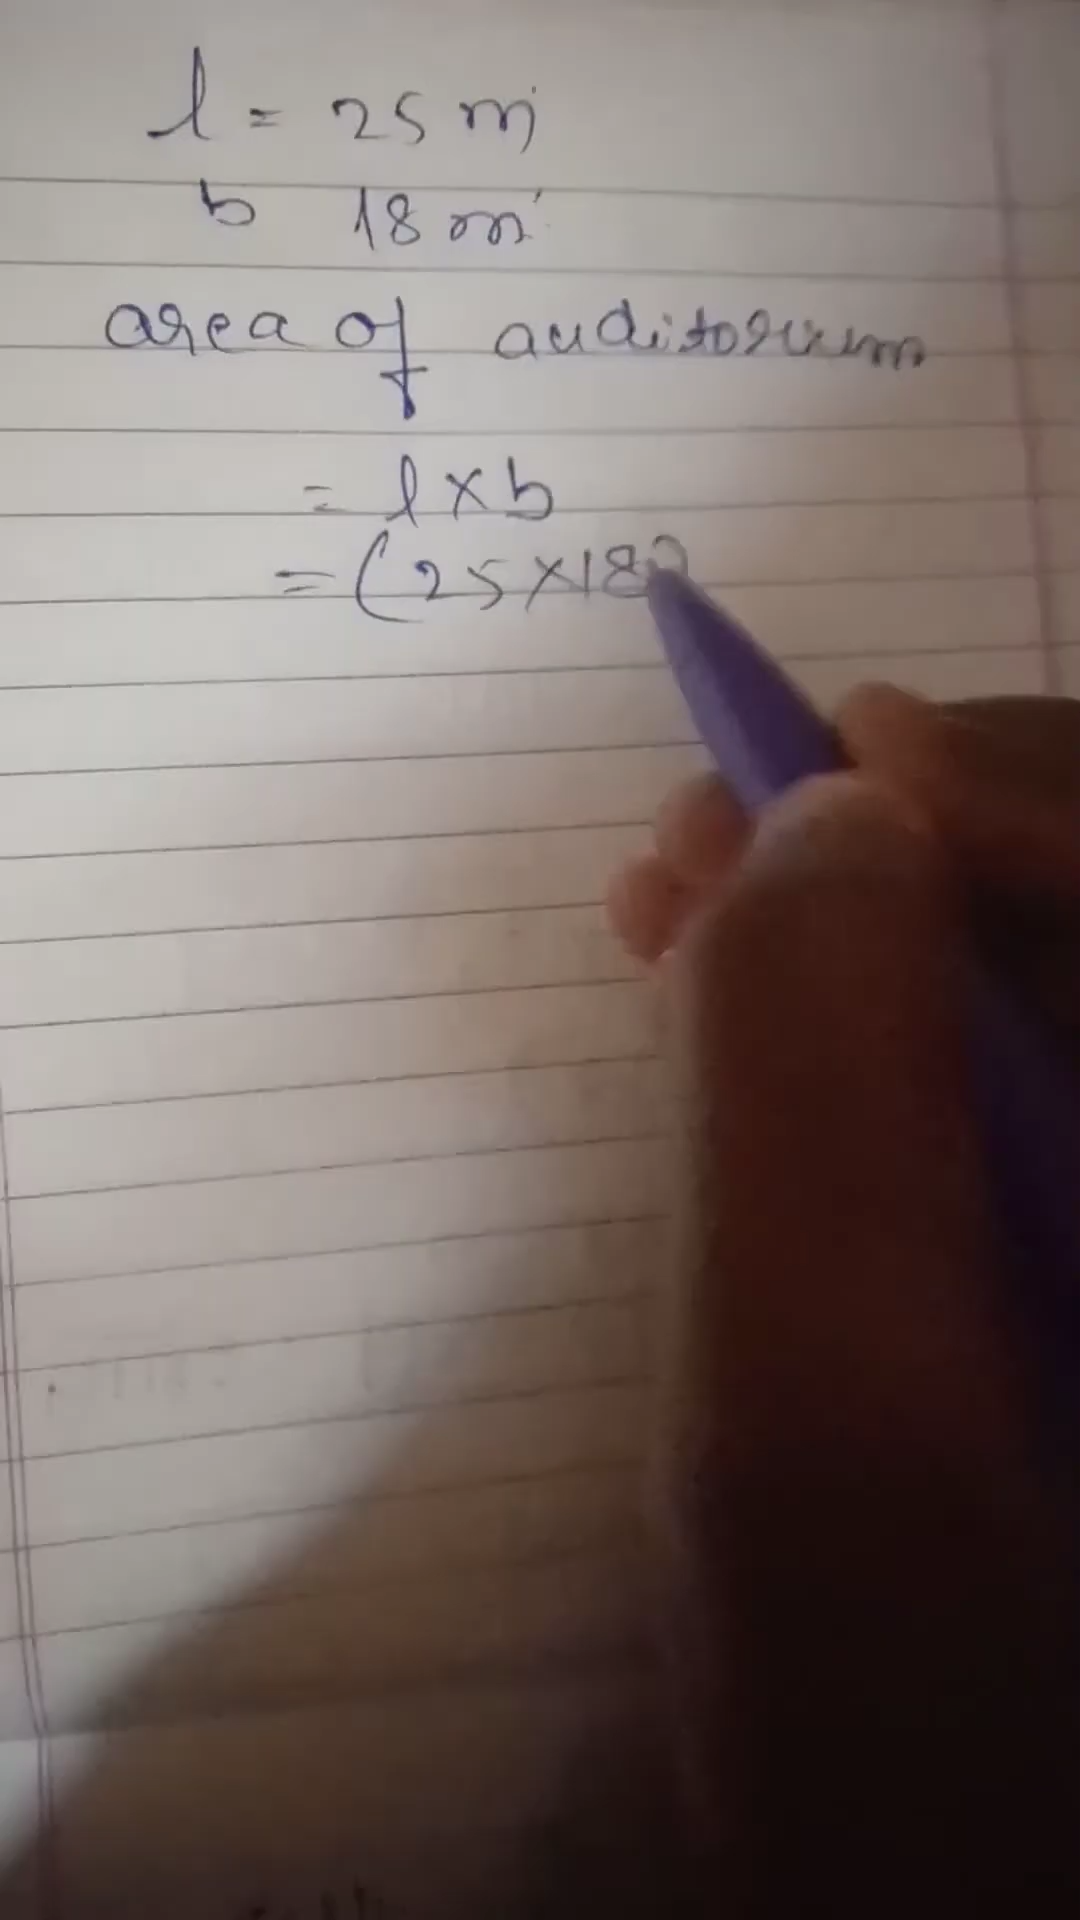 l = 25 m
b 18 m
area of auditorium
= l × b
= (25 × 18)